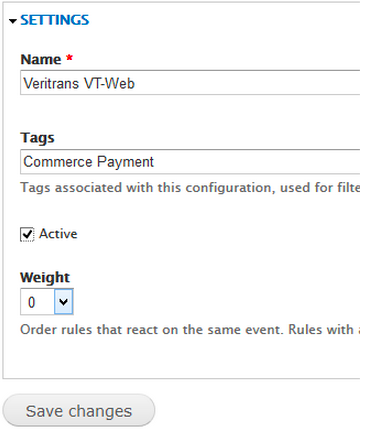 SETTINGS
Name *
Veritrans VT-Web
Tags
Commerce Payment
Tags associated with this configuration, used for filte
Active
Weight
0
Order rules that react on the same event. Rules with
Save changes